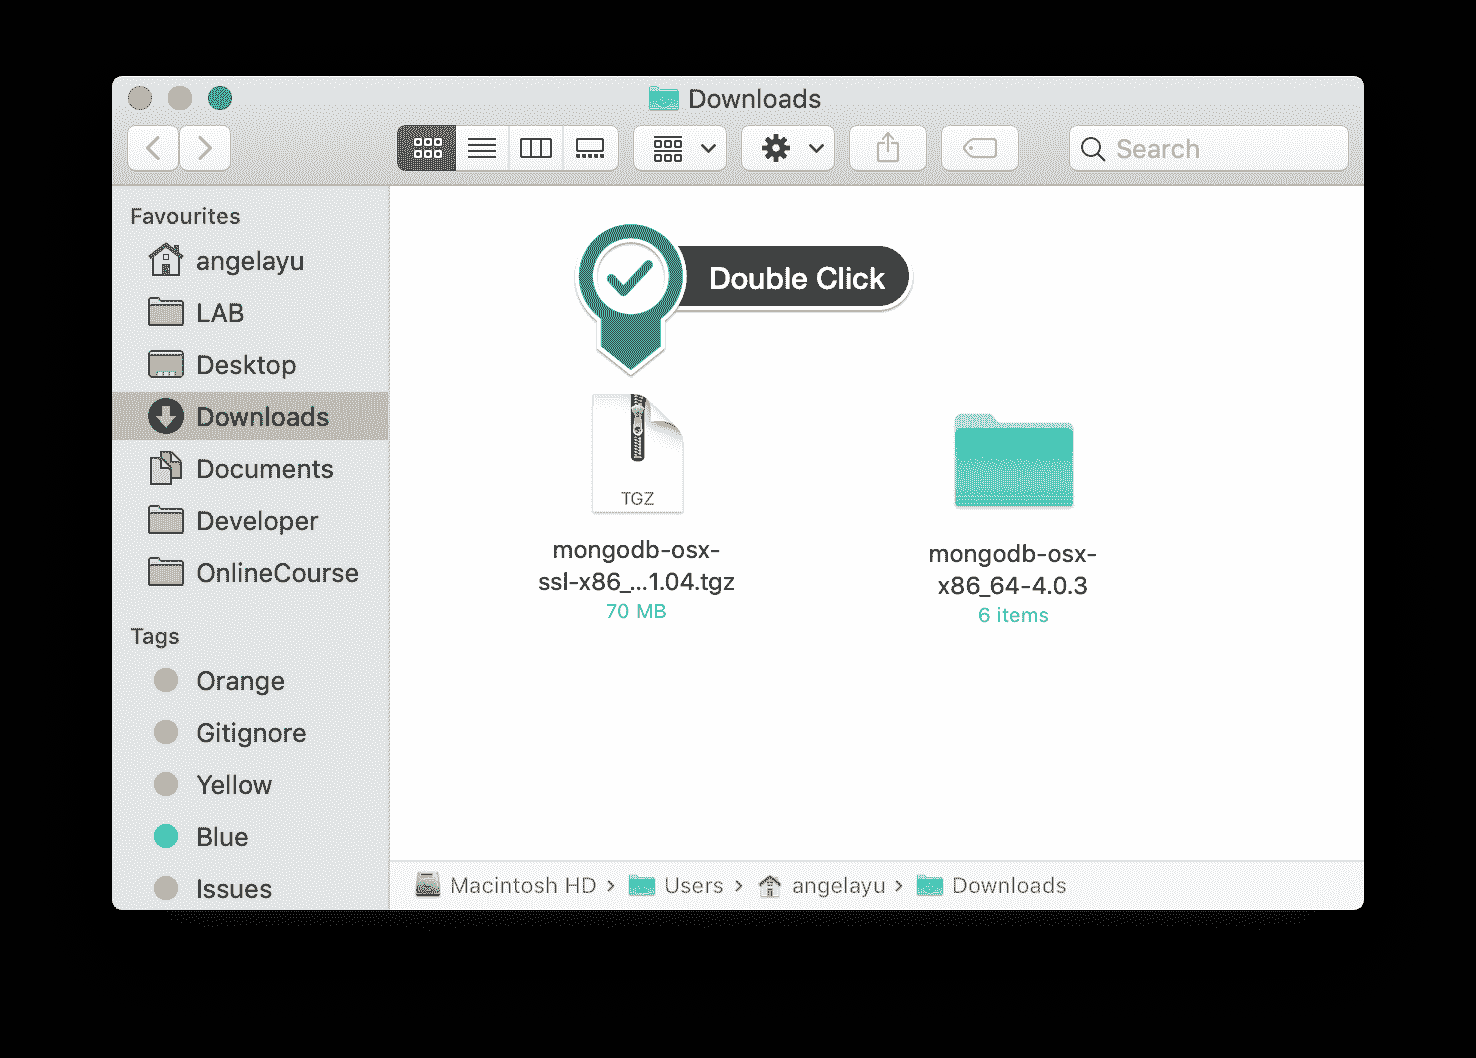 Downloads
Search
Favourites
angelayu
LAB
Desktop
Downloads
Documents
Developer
OnlineCourse
Tags
Orange
Gitignore
Yellow
Blue
Issues
Double Click
TGZ
mongodb-osx-
ssl-x86_...1.04.tgz
70 MB
mongodb-osx-
x86_64-4.0.3
6 items
Macintosh HD › Users › angelayu › Downloads